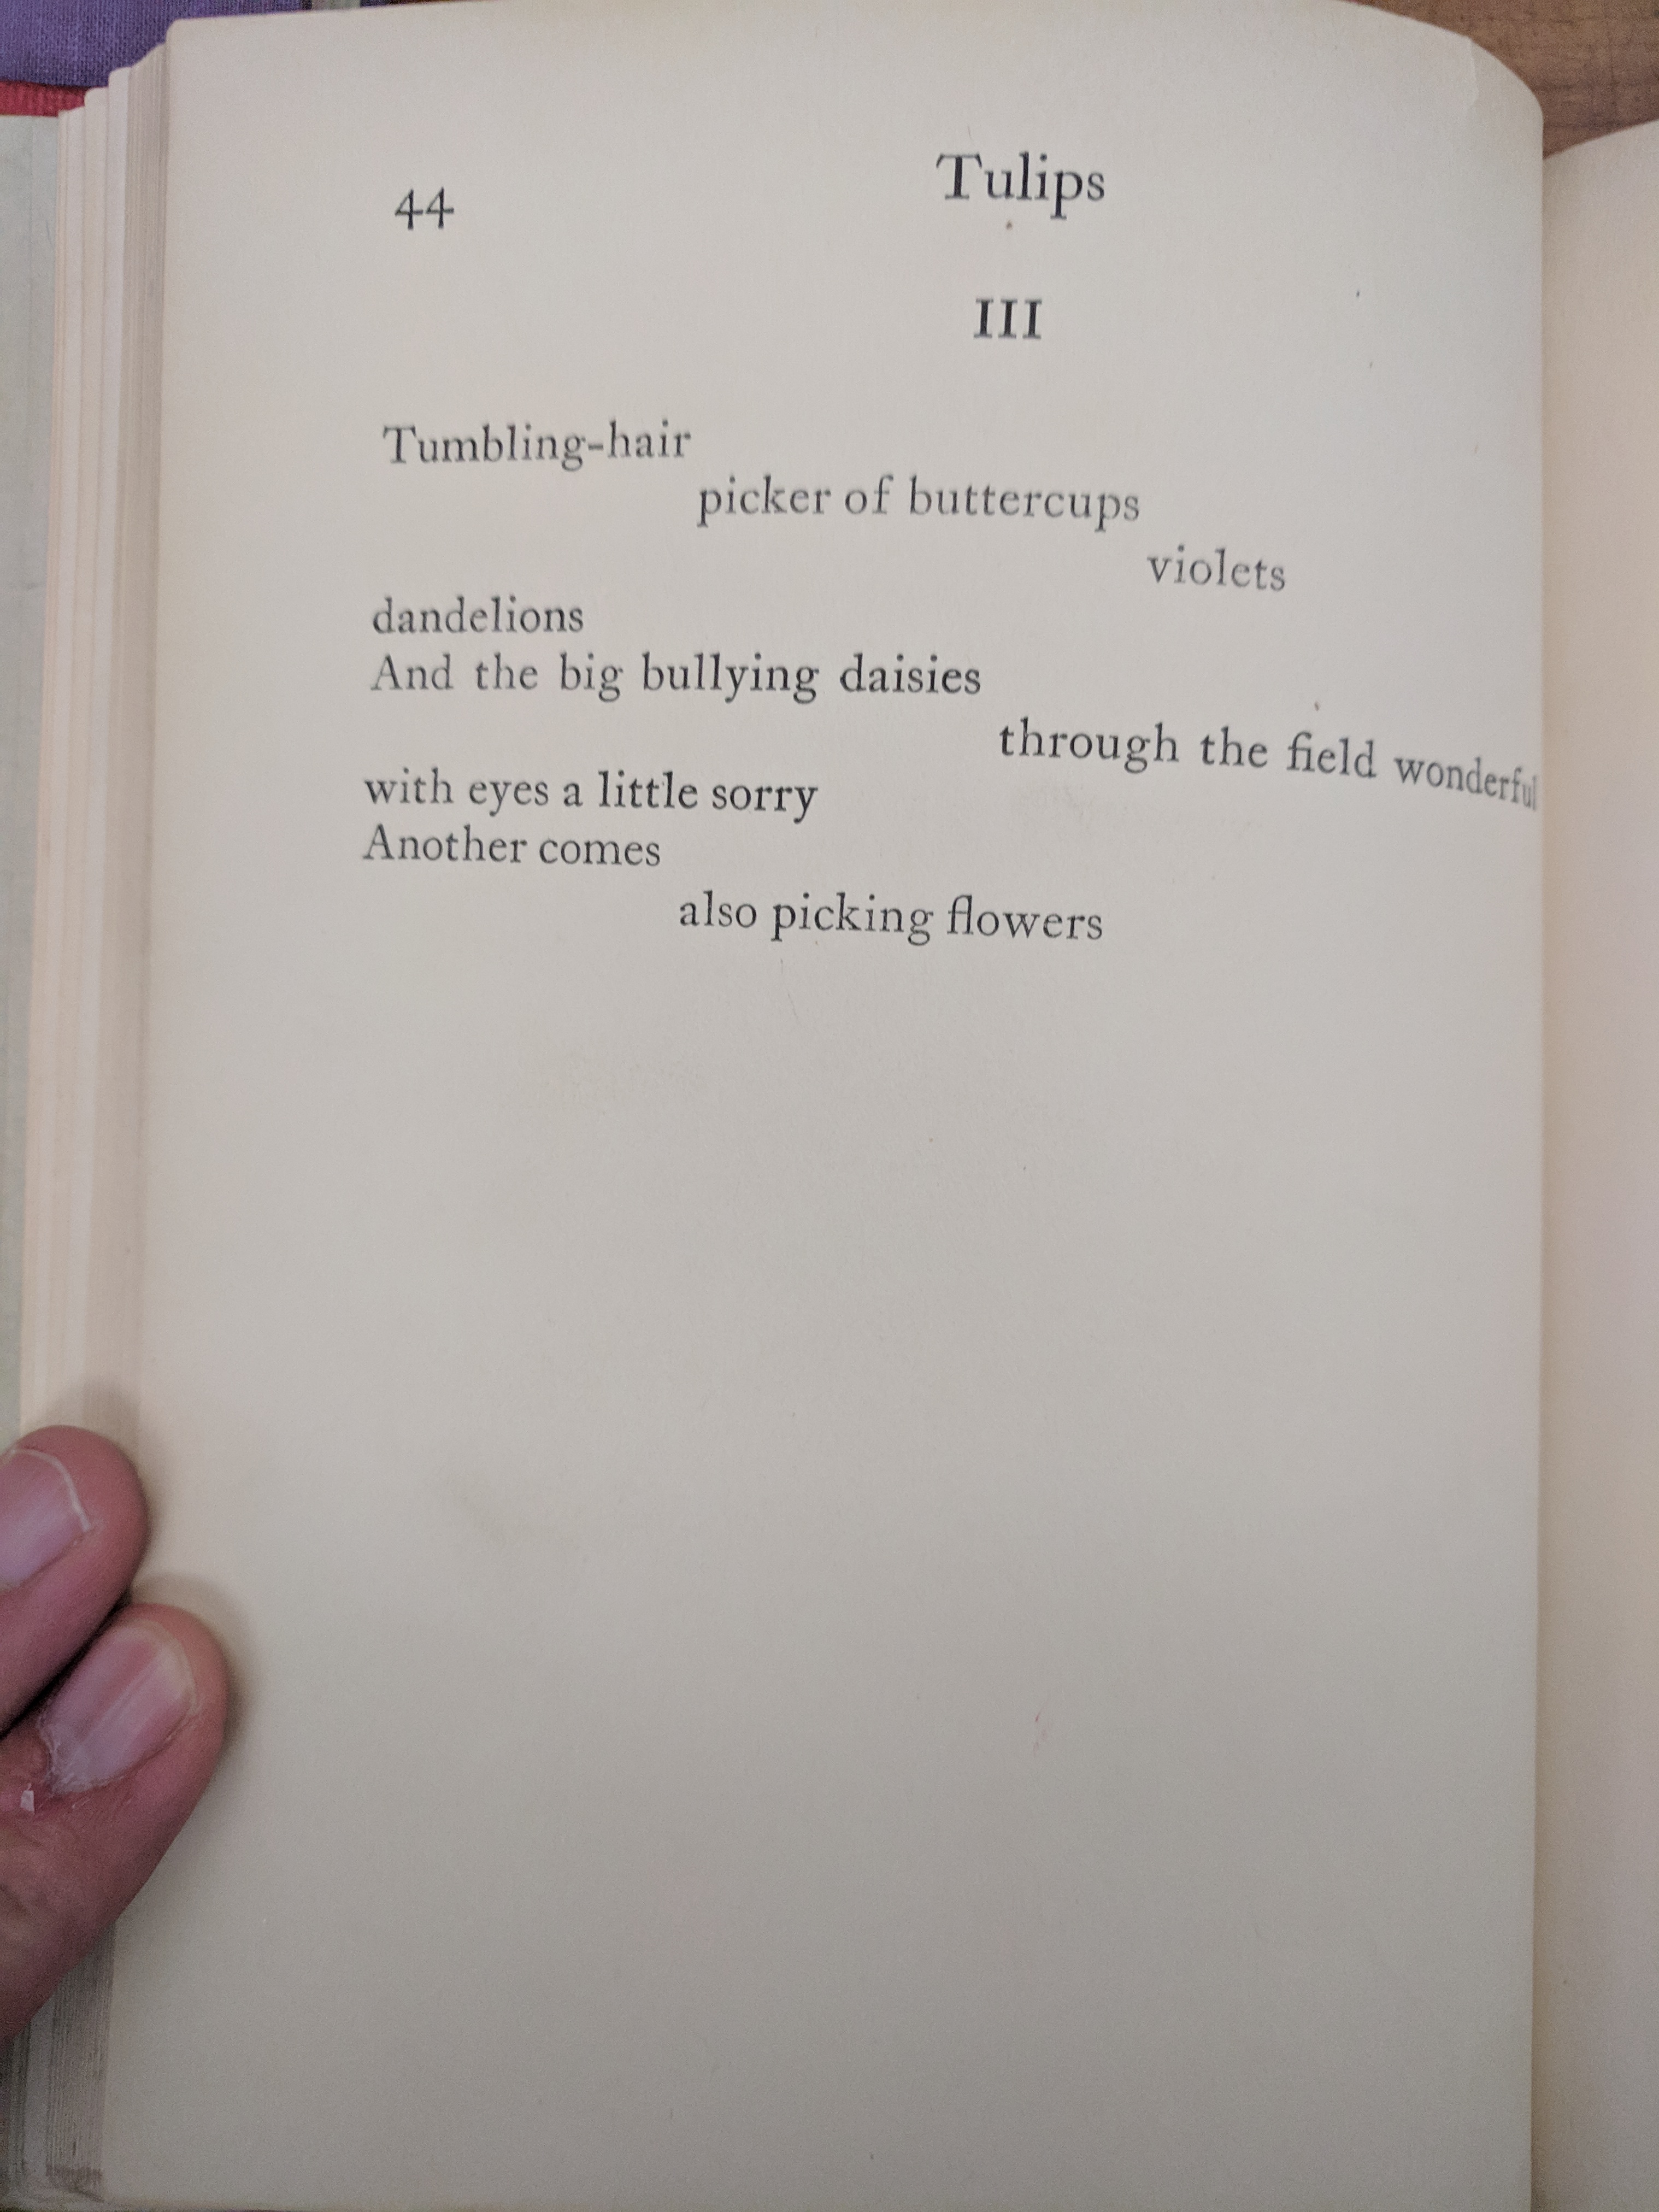 44 Tulips
III
Tumbling-hair
picker of buttercups
violets
dandelions
And the big bullying daisies
through the field wonderful
with eyes a little sorry
Another comes
also picking flowers